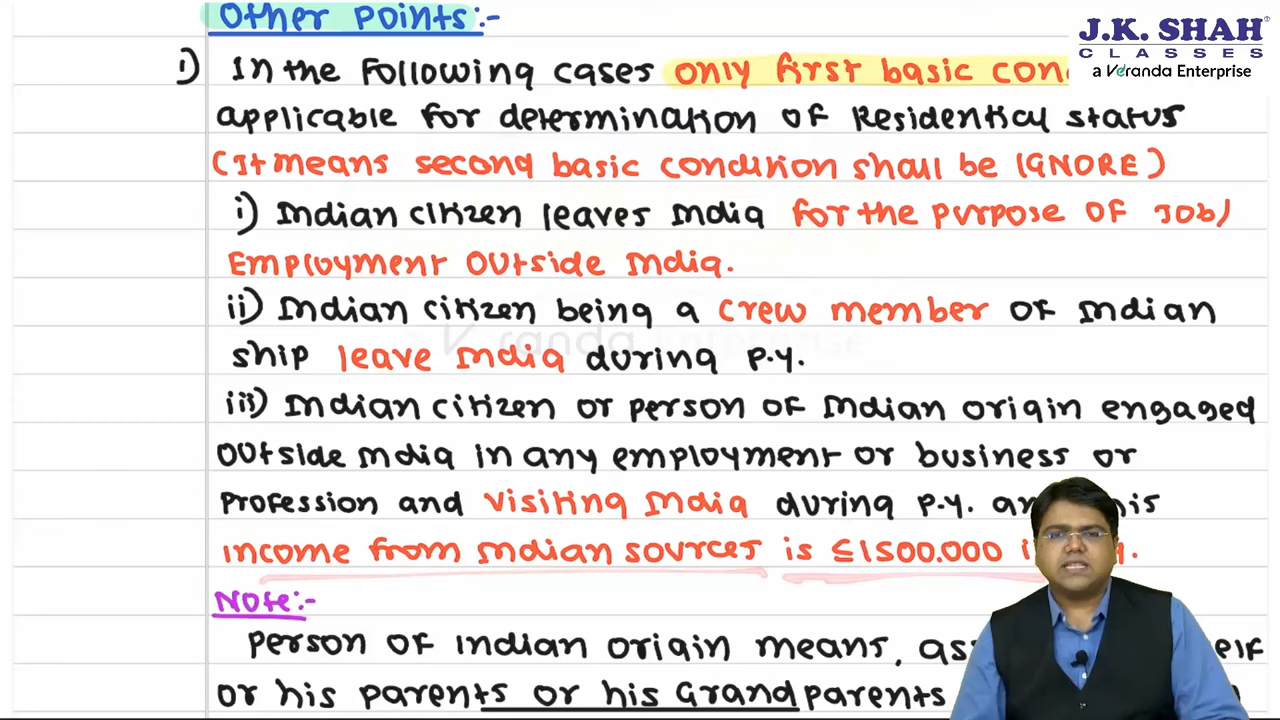 Other Points:-
J.K. SHAH
CLASSES
a Veranda Enterprise
1) In the following cases only first basic
applicable for determination of Residential status
(It means second basic condition shall be IGNORE)
i) Indian citizen leaves India for the purpose of Job/
Employment outside India.
ii) Indian citizen being a crew member of Indian
ship leave India during p.y.
iii) Indian citizen or person of Indian origin engaged
outside India in any employment or business or
profession and visiting India during p.y.
income from Indian sources is ≤1500.000
Note:-
person of Indian origin means,
or his parents or his Grand parents